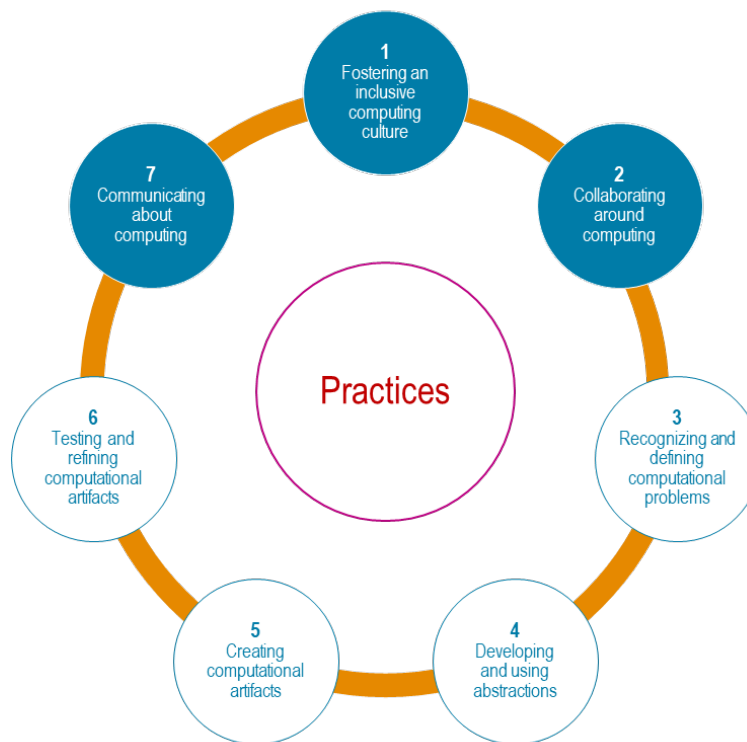 1
Fostering an
inclusive
computing
culture
2
Collaborating
around
computing
3
Recognizing and
defining
computational
problems
4
Developing
and using
abstractions
5
Creating
computational
artifacts
6
Testing and
refining
computational
artifacts
7
Communicating
about
computing
Practices